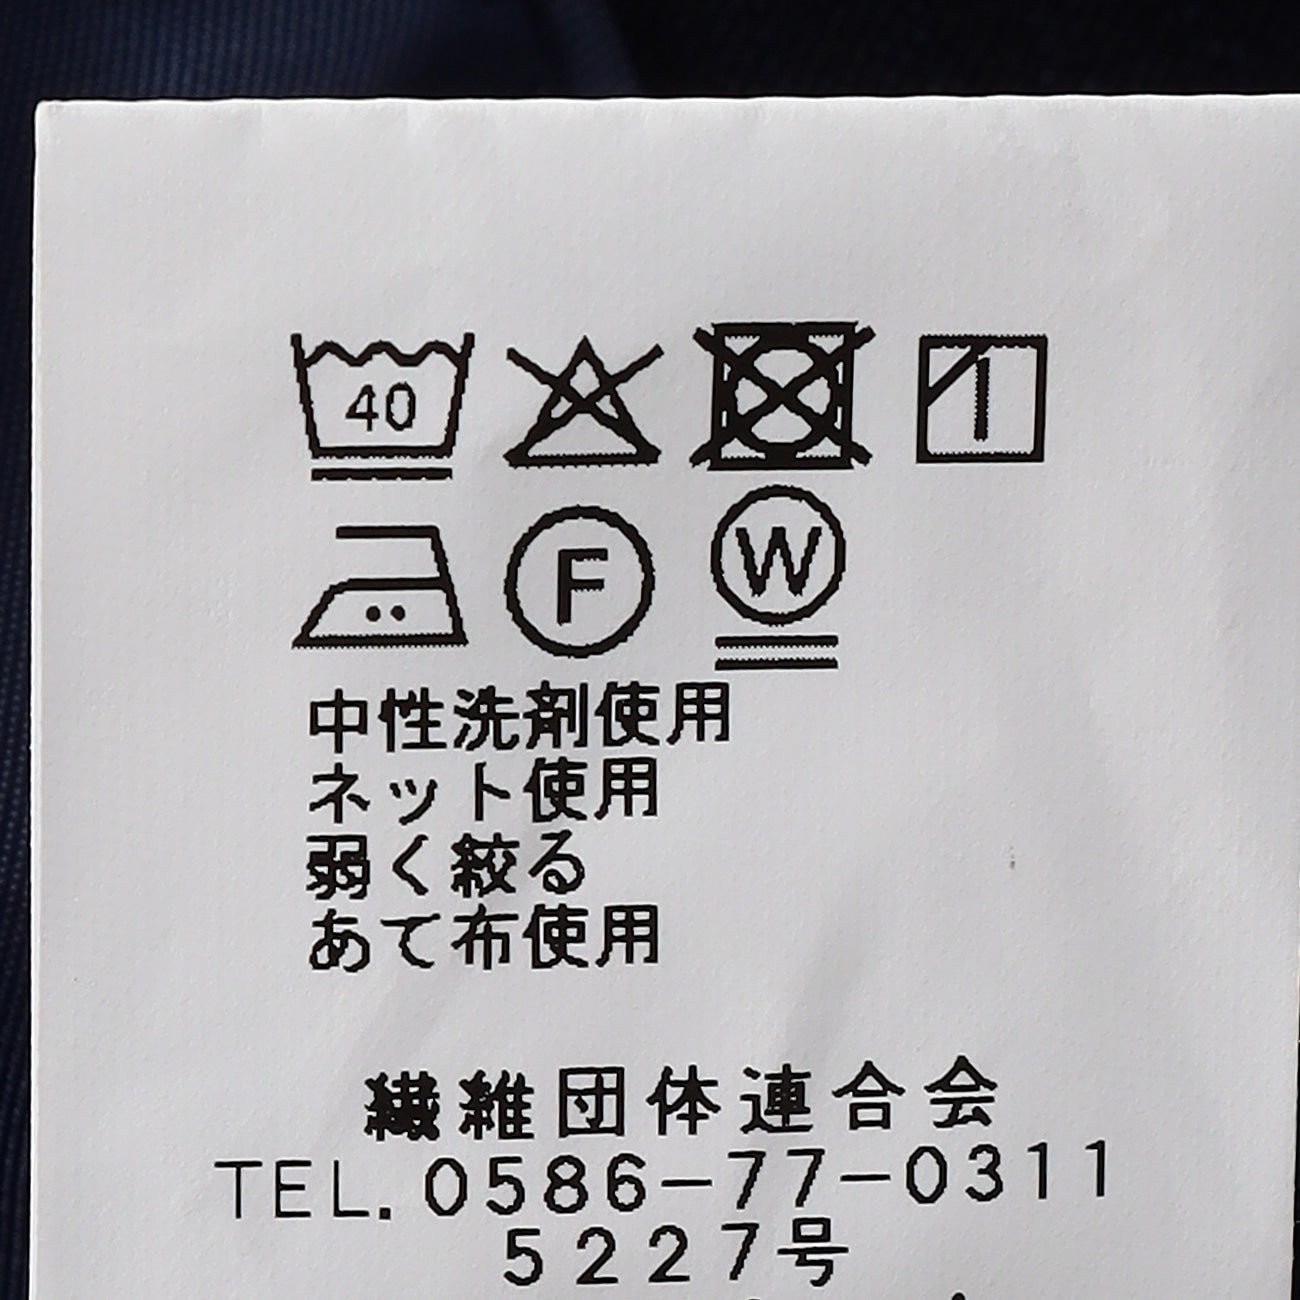 40
F W
中性洗剤使用
ネット使用
弱く絞る
あて布使用
繊維団体連合会
TEL.0586-77-0311
5227号